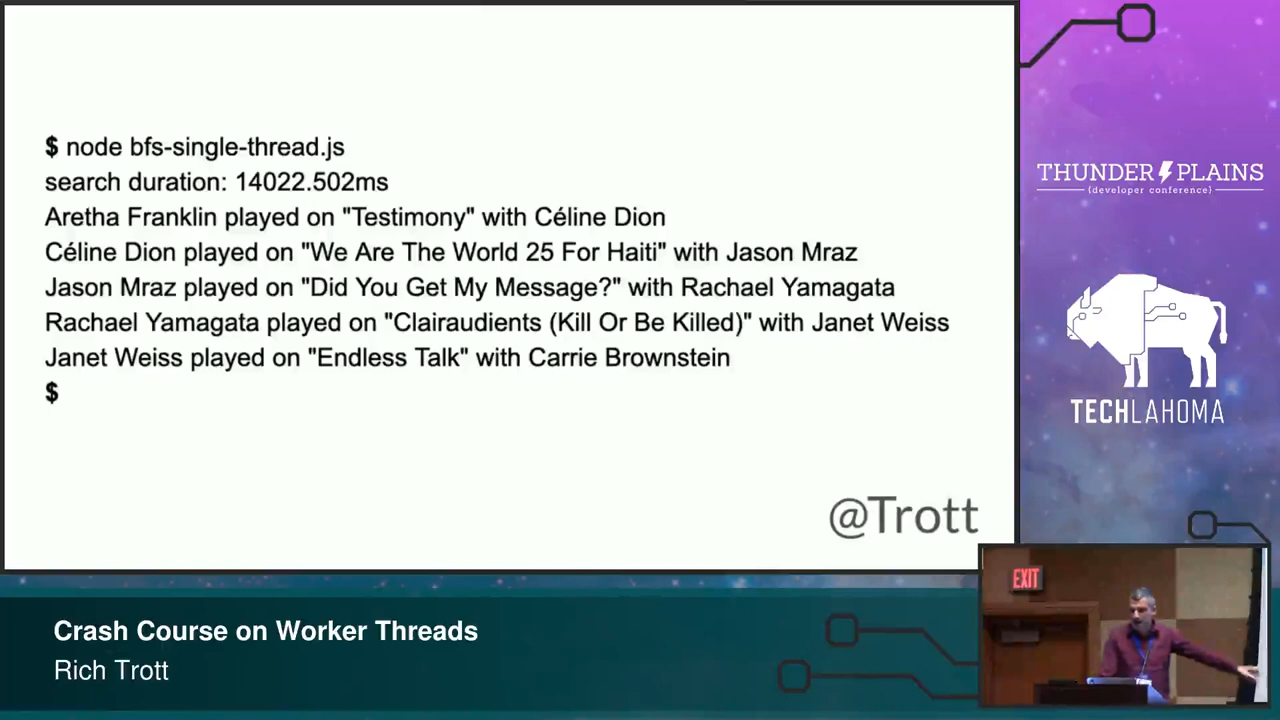 $ node bfs-single-thread.js
search duration: 14022.502ms
Aretha Franklin played on "Testimony" with Céline Dion
Céline Dion played on "We Are The World 25 For Haiti" with Jason Mraz
Jason Mraz played on "Did You Get My Message?" with Rachael Yamagata
Rachael Yamagata played on "Clairaudients (Kill Or Be Killed)" with Janet Weiss
Janet Weiss played on "Endless Talk" with Carrie Brownstein
$
@Trott
THUNDER PLAINS
{developer conference}
TECHLAHOMA
EXIT
Crash Course on Worker Threads
Rich Trott